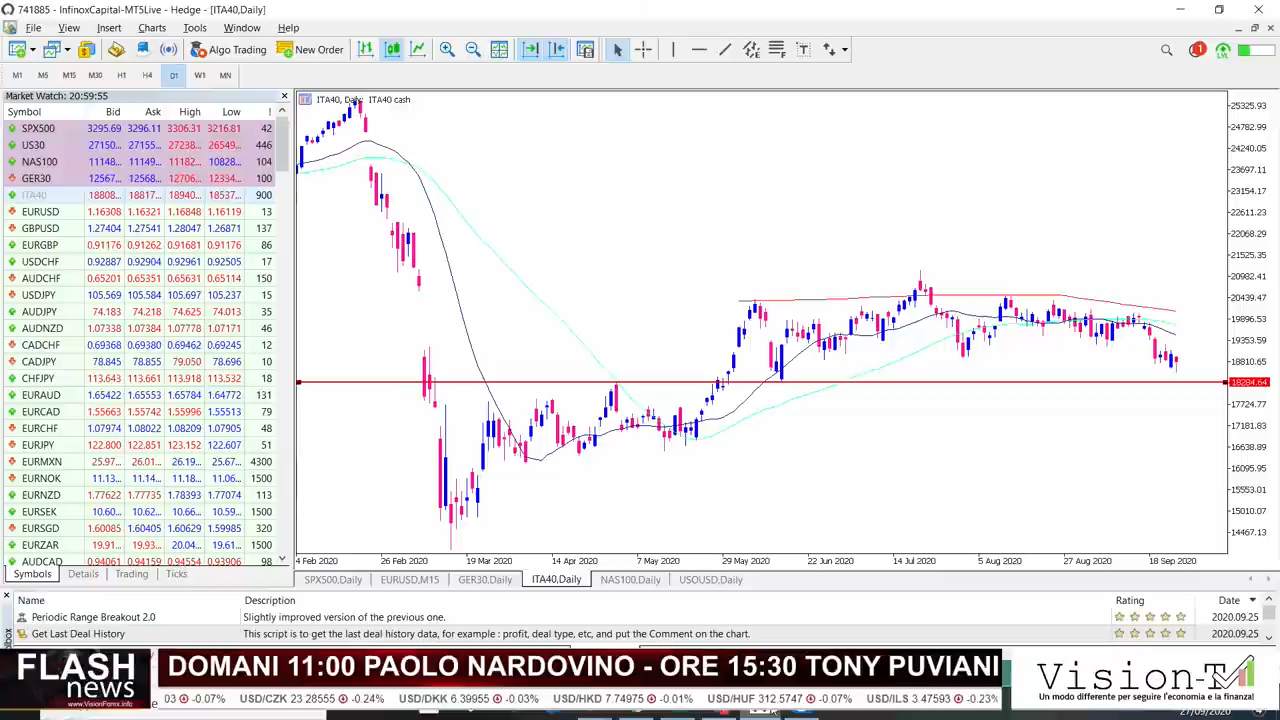 741885 - InfinoxCapital-MT5Live - Hedge - [ITA40,Daily]
File View Insert Charts Tools Window Help
Algo Trading New Order
1
LVL
M1 M5 M15 M30 H1 H4 D1 W1 MN
Market Watch: 20:59:55
Symbol Bid Ask High Low !
SPX500 3295.69 3296.11 3306.31 3216.81 42
US30 27150... 27155... 27238... 26549... 446
NAS100 11148... 11149... 11182... 10828... 104
GER30 12567... 12568... 12706... 12334... 100
ITA40 18808... 18817... 18940... 18537... 900
EURUSD 1.16308 1.16321 1.16848 1.16119 13
GBPUSD 1.27404 1.27541 1.28047 1.26871 137
EURGBP 0.91176 0.91262 0.91681 0.91176 86
USDCHF 0.92887 0.92904 0.92961 0.92505 17
AUDCHF 0.65201 0.65351 0.65631 0.65114 150
USDJPY 105.569 105.584 105.697 105.237 15
AUDJPY 74.183 74.218 74.625 74.013 35
AUDNZD 1.07338 1.07384 1.07778 1.07171 46
CADCHF 0.69368 0.69380 0.69462 0.69245 12
CADJPY 78.845 78.855 79.050 78.696 10
CHFJPY 113.643 113.661 113.918 113.532 18
EURAUD 1.65422 1.65553 1.65784 1.64772 131
EURCAD 1.55663 1.55742 1.55996 1.55513 79
EURCHF 1.07974 1.08022 1.08209 1.07905 48
EURJPY 122.800 122.851 123.152 122.607 51
EURMXN 25.97... 26.01... 26.19... 25.67... 4300
EURNOK 11.13... 11.14... 11.18... 11.06... 1500
EURNZD 1.77622 1.77735 1.78393 1.77074 113
EURSEK 10.60... 10.62... 10.66... 10.59... 1500
EURSGD 1.60085 1.60405 1.60629 1.59985 320
EURZAR 19.91... 19.93... 20.04... 19.61... 1500
AUDCAD 0.94061 0.94159 0.94554 0.93906 98
Symbols Details Trading Ticks
ITA40, Daily: ITA40 cash
25325.93
24782.99
24240.05
23697.11
23154.17
22611.23
22068.29
21525.35
20982.41
20439.47
19896.53
19353.59
18810.65
18284.64
17724.77
17181.83
16638.89
16095.95
15553.01
15010.07
14467.13
4 Feb 2020 26 Feb 2020 19 Mar 2020 14 Apr 2020 7 May 2020 29 May 2020 22 Jun 2020 14 Jul 2020 5 Aug 2020 27 Aug 2020 18 Sep 2020
SPX500,Daily EURUSD,M15 GER30,Daily ITA40,Daily NAS100,Daily USOUSD,Daily
Name Description Rating Date
Periodic Range Breakout 2.0 Slightly improved version of the previous one. 2020.09.25
Get Last Deal History This script is to get the last deal history data, for example : profit, deal type, etc, and put the Comment on the chart. 2020.09.25
FLASH
news
www.VisionForex.info
DOMANI 11:00 PAOLO NARDOVINO - ORE 15:30 TONY PUVIANI
03 -0.07% USD/CZK 23.28555 -0.24% USD/DKK 6.39955 -0.03% USD/HKD 7.74975 -0.01% USD/HUF 312.57477 -0.07% USD/ILS 3.47593 -0.23%
Vision-T
Un modo differente per seguire l'economia e la finanza!
27/09/2020